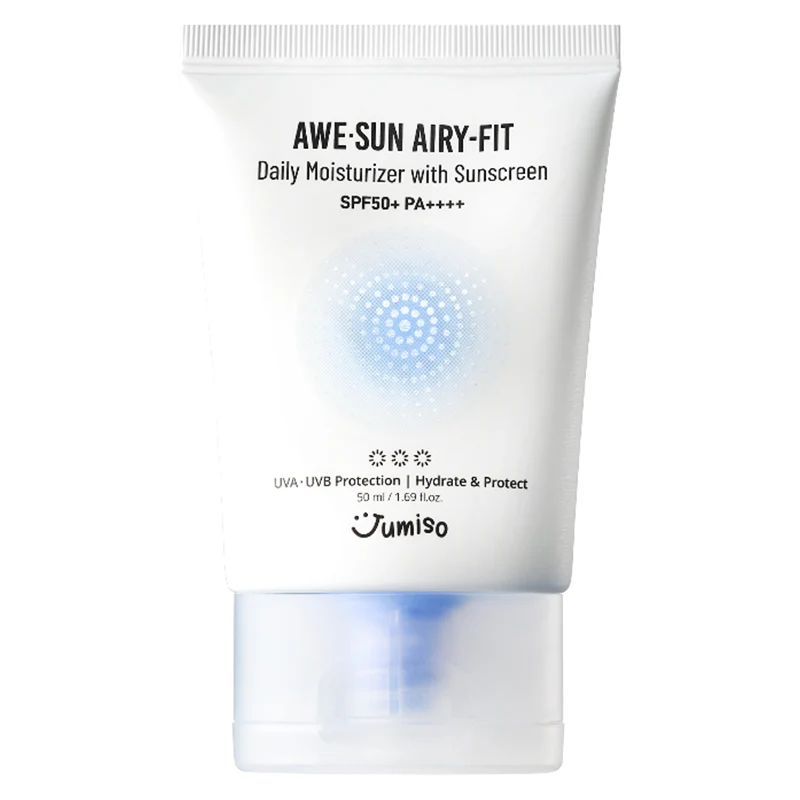 AWE·SUN AIRY-FIT
Daily Moisturizer with Sunscreen
SPF50+ PA++++
UVA·UVB Protection | Hydrate & Protect
50 ml / 1.69 fl.oz.
Jumiso